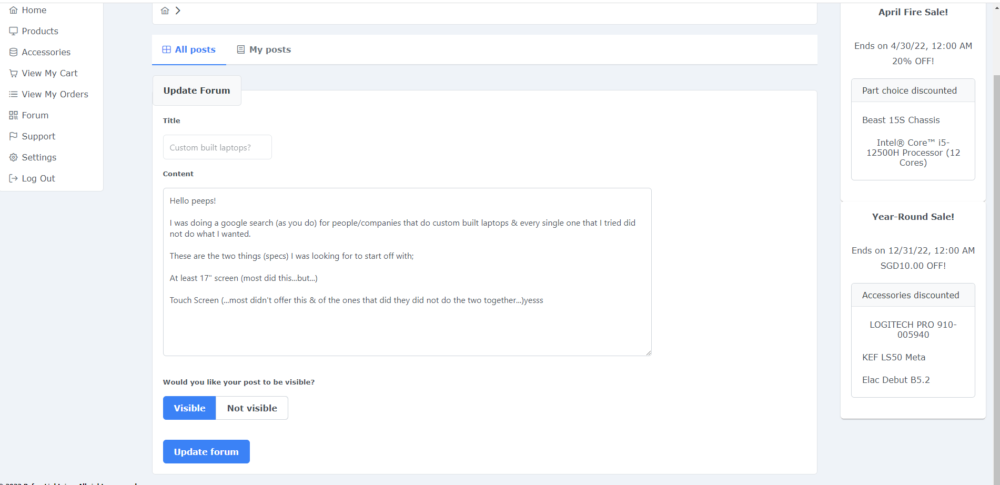 Home
Products
Accessories
View My Cart
View My Orders
Forum
Support
Settings
Log Out
All posts
My posts
Update Forum
Title
Custom built laptops?
Content
Hello peeps!
I was doing a google search (as you do) for people/companies that do custom built laptops & every single one that I tried did
not do what I wanted.
These are the two things (specs) I was looking for to start off with;
At least 17" screen (most did this...but...)
Touch Screen (...most didn't offer this & of the ones that did they did not do the two together...)yesss
Would you like your post to be visible?
Visible
Not visible
Update forum
April Fire Sale!
Ends on 4/30/22, 12:00 AM
20% OFF!
Part choice discounted
Beast 15S Chassis
Intel® Core™ i5-
12500H Processor (12
Cores)
Year-Round Sale!
Ends on 12/31/22, 12:00 AM
SGD10.00 OFF!
Accessories discounted
LOGITECH PRO 910-
005940
KEF LS50 Meta
Elac Debut B5.2